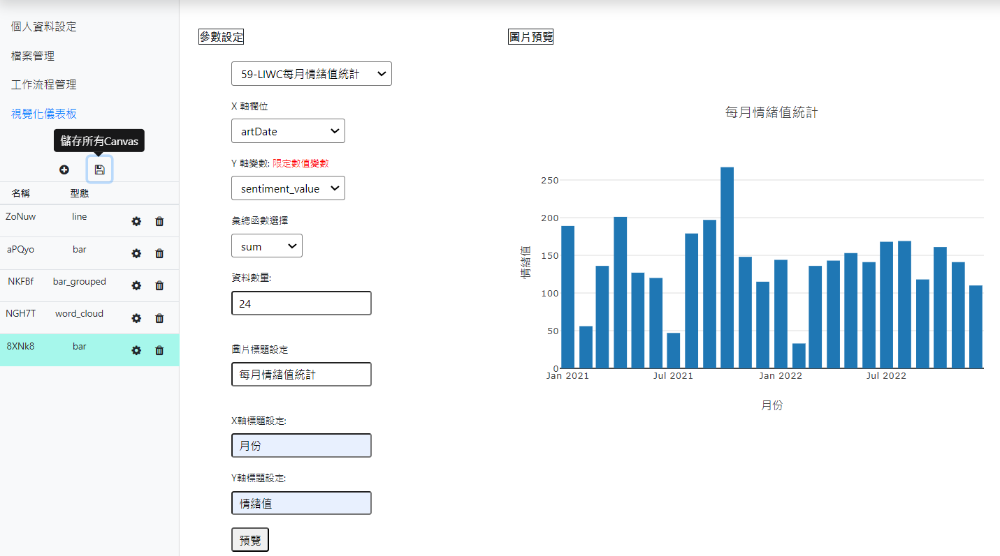 個人資料設定
檔案管理
工作流程管理
視覺化儀表板
儲存所有Canvas
名稱 型態
ZoNuw line
aPQyo bar
NKFBf bar_grouped
NGH7T word_cloud
8XNk8 bar
參數設定
59-LIWC每月情緒值統計
X 軸欄位
artDate
Y 軸變數: 限定數值變數
sentiment_value
彙總函數選擇
sum
資料數量:
24
圖片標題設定
每月情緒值統計
X軸標題設定:
月份
Y軸標題設定:
情緒值
預覽
圖片預覽
每月情緒值統計
情緒值
250
200
150
100
50
0
Jan 2021 Jul 2021 Jan 2022 Jul 2022
月份